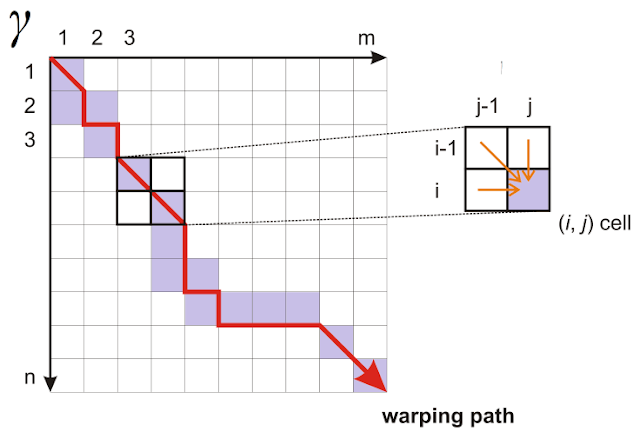 γ
1 2 3 m
1
2
3
n
j-1 j
i-1
i
(i, j) cell
warping path